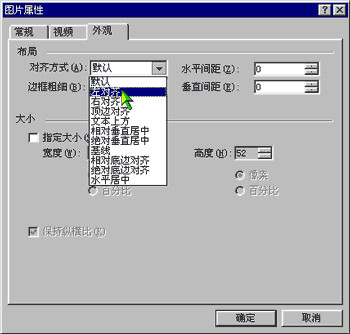 图片属性
常规 视频 外观
布局
对齐方式(A): 默认 水平间距(Z): 0
边框粗细(B): 垂直间距(E): 0
默认
左对齐
右对齐
顶边对齐
文本上方
相对垂直居中
绝对垂直居中
基线
相对底边对齐
绝对底边对齐
水平居中
大小
指定大小(
宽度(W): 高度(H): 52
像素
百分比 百分比
保持纵横比(K)
确定 取消